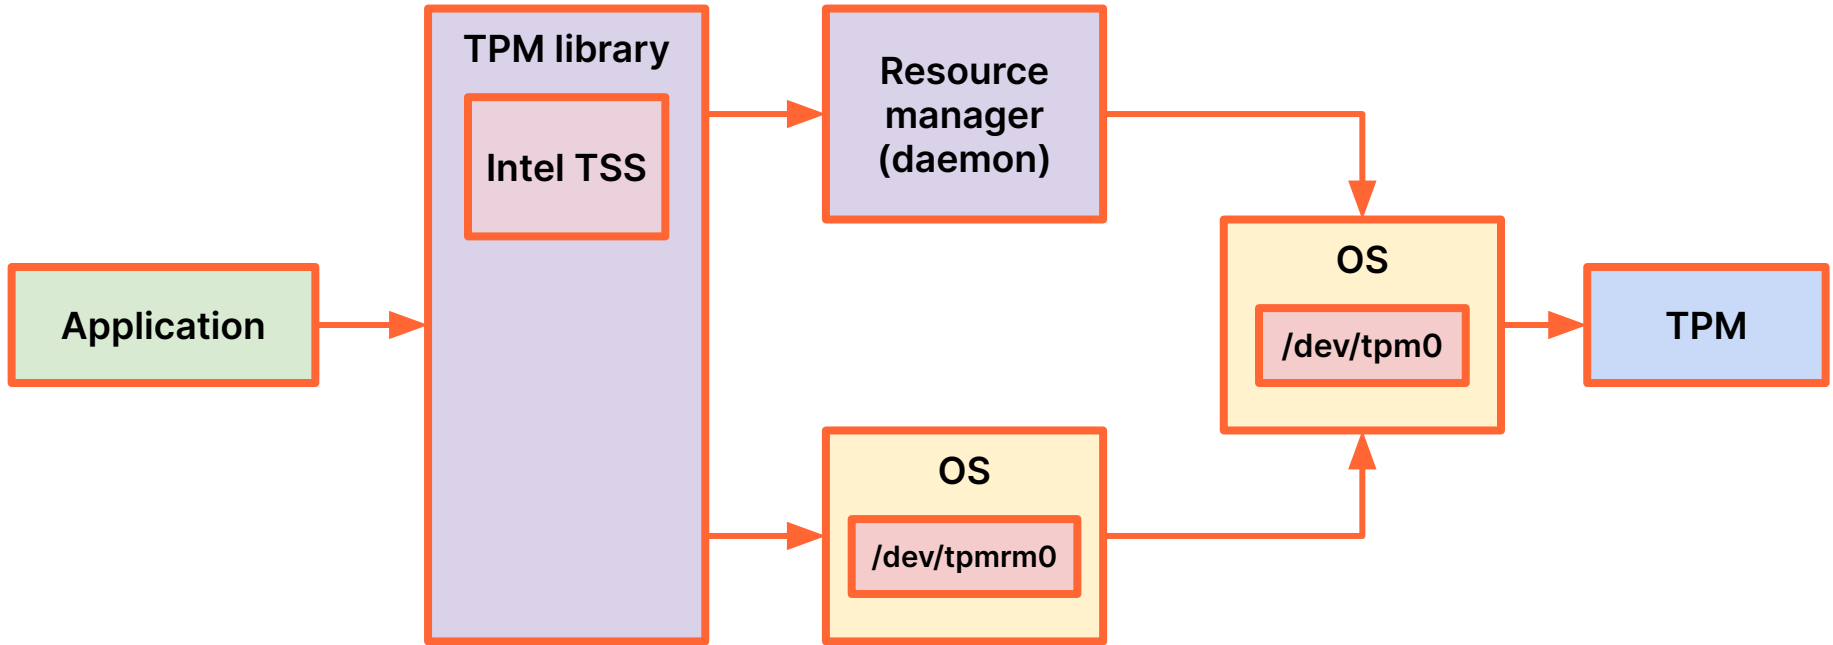 TPM library
Intel TSS
Resource
manager
(daemon)
Application
OS
/dev/tpm0
TPM
OS
/dev/tpmrm0